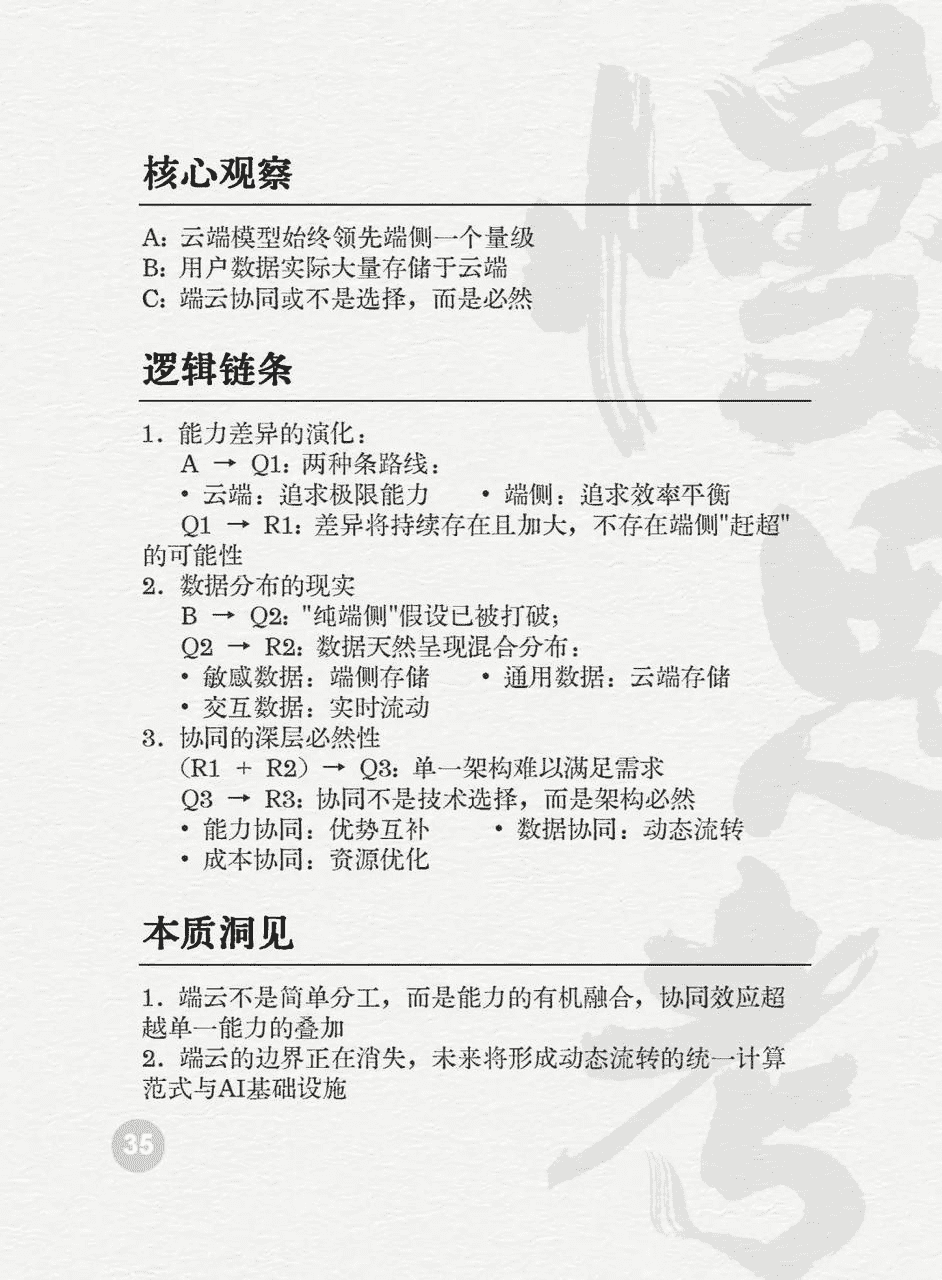 核心观察
A: 云端模型始终领先端侧一个量级
B: 用户数据实际大量存储于云端
C: 端云协同或不是选择，而是必然
逻辑链条
1. 能力差异的演化:
A → Q1: 两种条路线:
• 云端: 追求极限能力 • 端侧: 追求效率平衡
Q1 → R1: 差异将持续存在且加大，不存在端侧"赶超"
的可能性
2. 数据分布的现实
B → Q2: "纯端侧"假设已被打破;
Q2 → R2: 数据天然呈现混合分布:
• 敏感数据: 端侧存储 • 通用数据: 云端存储
• 交互数据: 实时流动
3. 协同的深层必然性
（R1 + R2）→ Q3: 单一架构难以满足需求
Q3 → R3: 协同不是技术选择，而是架构必然
• 能力协同: 优势互补 • 数据协同: 动态流转
• 成本协同: 资源优化
本质洞见
1. 端云不是简单分工，而是能力的有机融合，协同效应超
越单一能力的叠加
2. 端云的边界正在消失，未来将形成动态流转的统一计算
范式与AI基础设施
35
慢思考